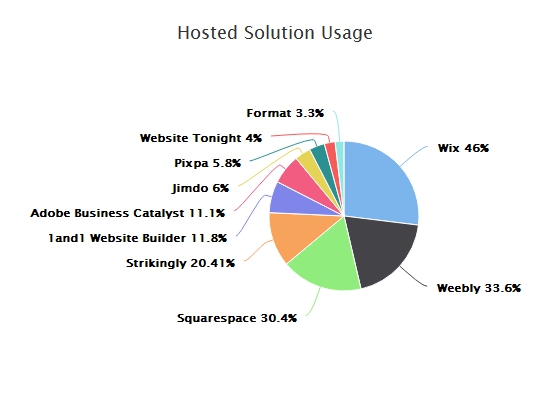 Hosted Solution Usage
Format 3.3%
Website Tonight 4%
Wix 46%
Pixpa 5.8%
Jimdo 6%
Adobe Business Catalyst 11.1%
1and1 Website Builder 11.8%
Strikingly 20.41%
Weebly 33.6%
Squarespace 30.4%